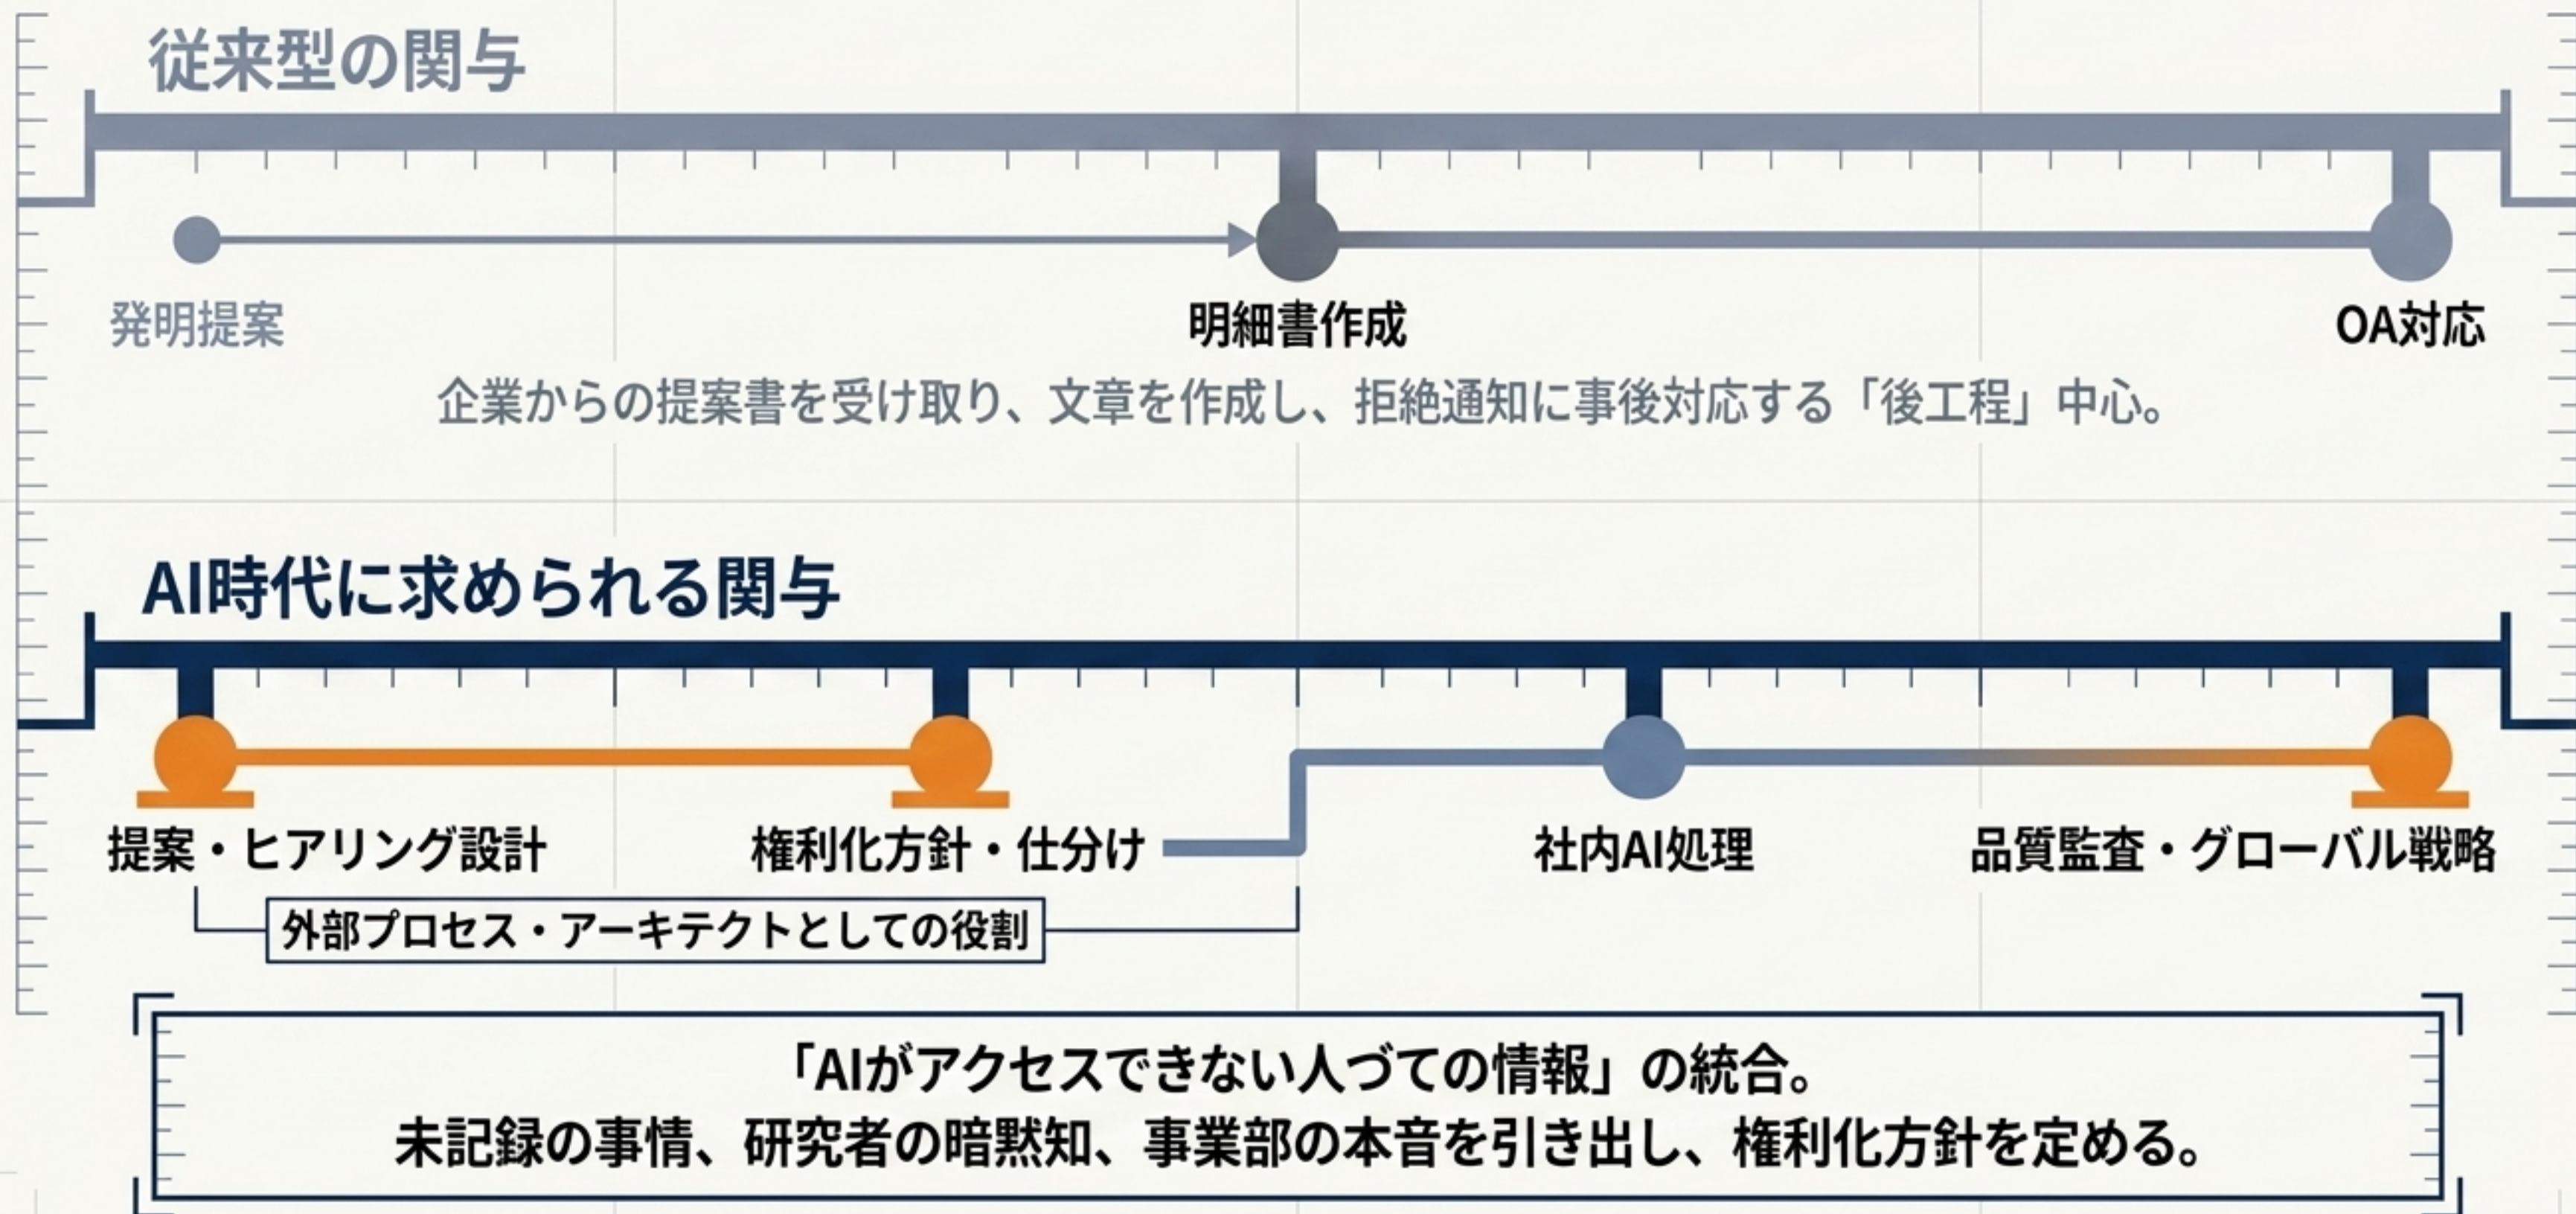 従来型の関与
発明提案
明細書作成
OA対応
企業からの提案書を受け取り、文章を作成し、拒絶通知に事後対応する「後工程」中心。
AI時代に求められる関与
提案・ヒアリング設計
権利化方針・仕分け
社内AI処理
品質監査・グローバル戦略
外部プロセス・アーキテクトとしての役割
「AIがアクセスできない人づての情報」の統合。
未記録の事情、研究者の暗黙知、事業部の本音を引き出し、権利化方針を定める。